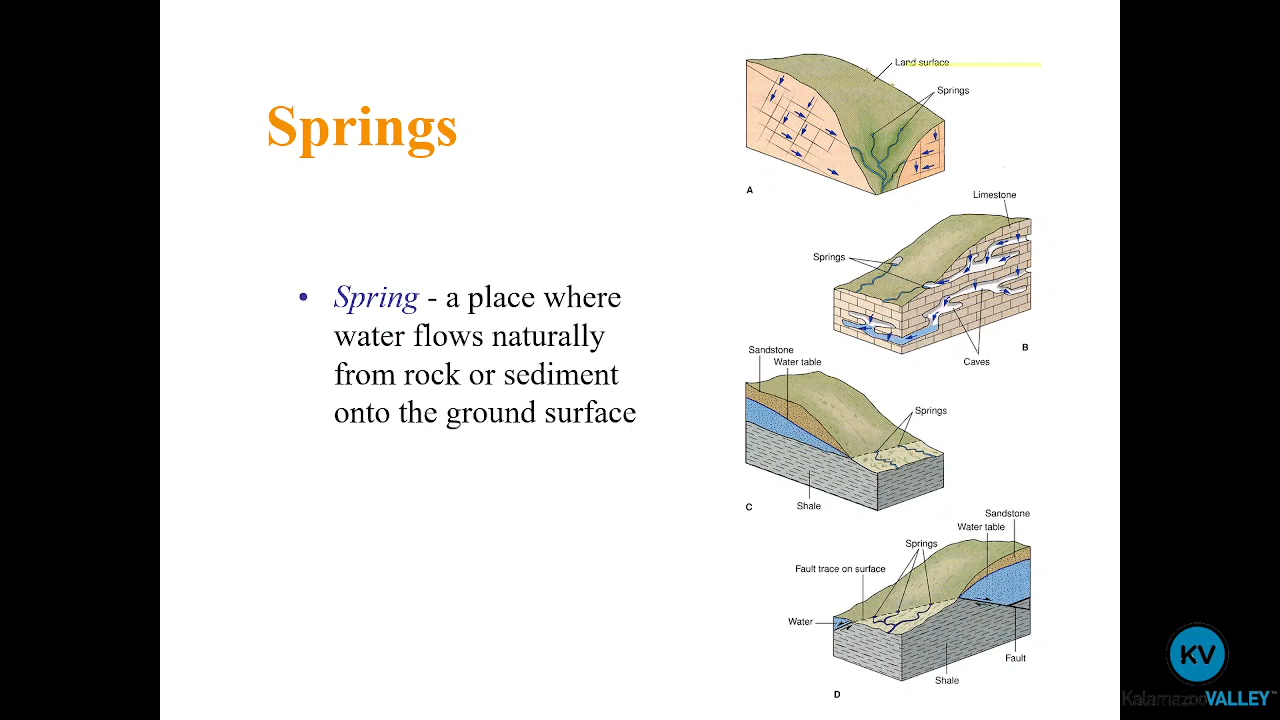 Springs
• Spring - a place where
water flows naturally
from rock or sediment
onto the ground surface
Land surface
Springs
A
Limestone
Springs
Caves
B
Sandstone
Water table
Springs
Shale
C
Sandstone
Water table
Springs
Fault trace on surface
Water
Fault
Shale
D
KV
KalamazooVALLEY™